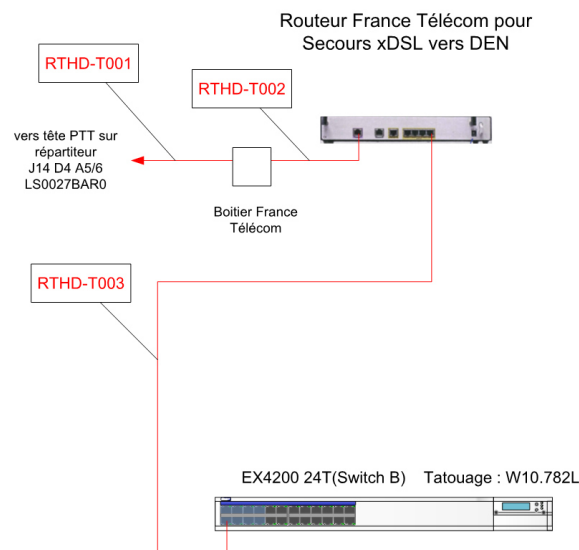 Routeur France Télécom pour
Secours xDSL vers DEN
RTHD-T001
RTHD-T002
vers tête PTT sur
répartiteur
J14 D4 A5/6
LS0027BAR0
Boitier France
Télécom
RTHD-T003
EX4200 24T(Switch B) Tatouage : W10.782L